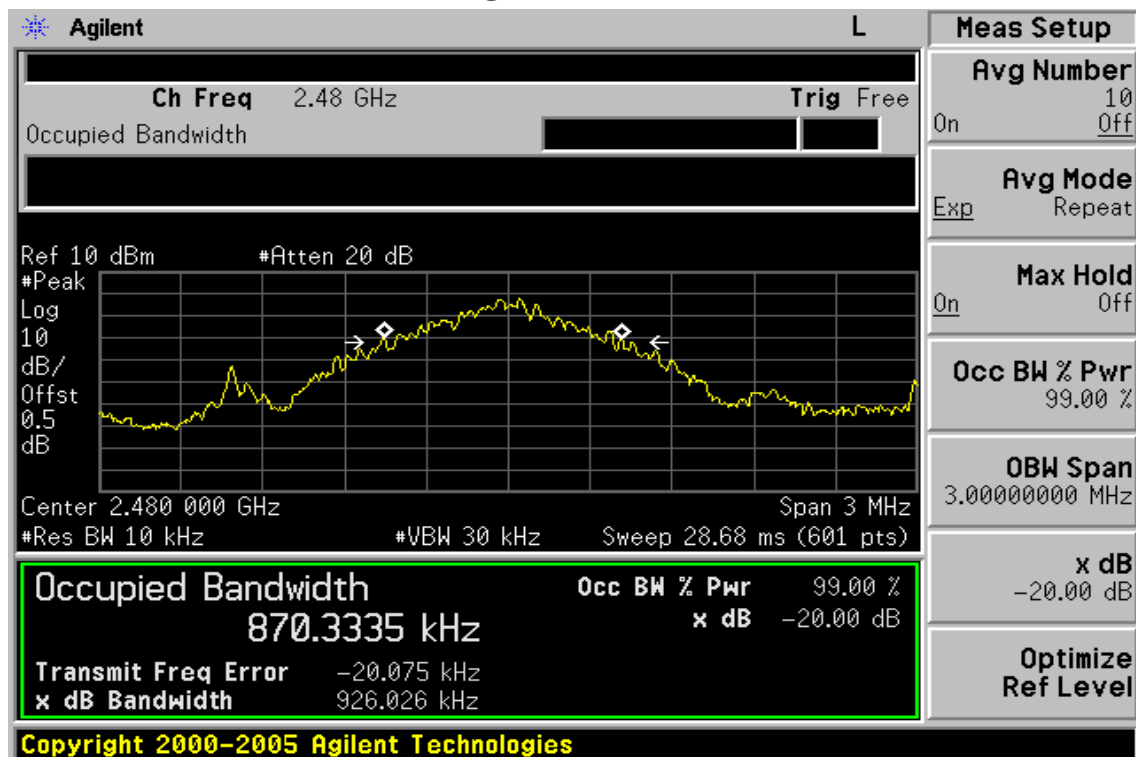 Agilent L
Meas Setup
Ch Freq 2.48 GHz Trig Free
Occupied Bandwidth
Ref 10 dBm #Atten 20 dB
#Peak
Log
10
dB/
Offst
0.5
dB
Center 2.480 000 GHz Span 3 MHz
#Res BW 10 kHz #VBW 30 kHz Sweep 28.68 ms (601 pts)
Occupied Bandwidth Occ BW % Pwr 99.00 %
870.3335 kHz x dB -20.00 dB
Transmit Freq Error -20.075 kHz
x dB Bandwidth 926.026 kHz
Avg Number
10
On Off
Avg Mode
Exp Repeat
Max Hold
On Off
Occ BW % Pwr
99.00 %
OBW Span
3.00000000 MHz
x dB
-20.00 dB
Optimize
Ref Level
Copyright 2000-2005 Agilent Technologies